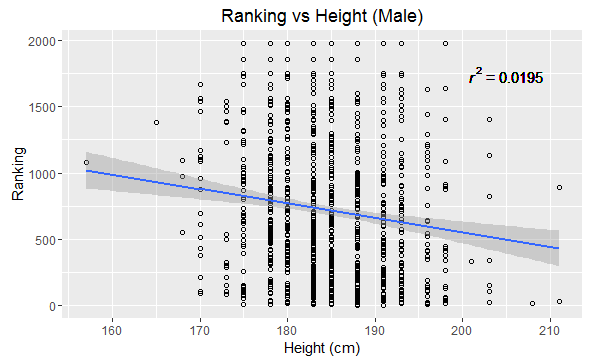 Ranking vs Height (Male)
2000
1500
1000
500
0
r² = 0.0195
Ranking
160 170 180 190 200 210
Height (cm)